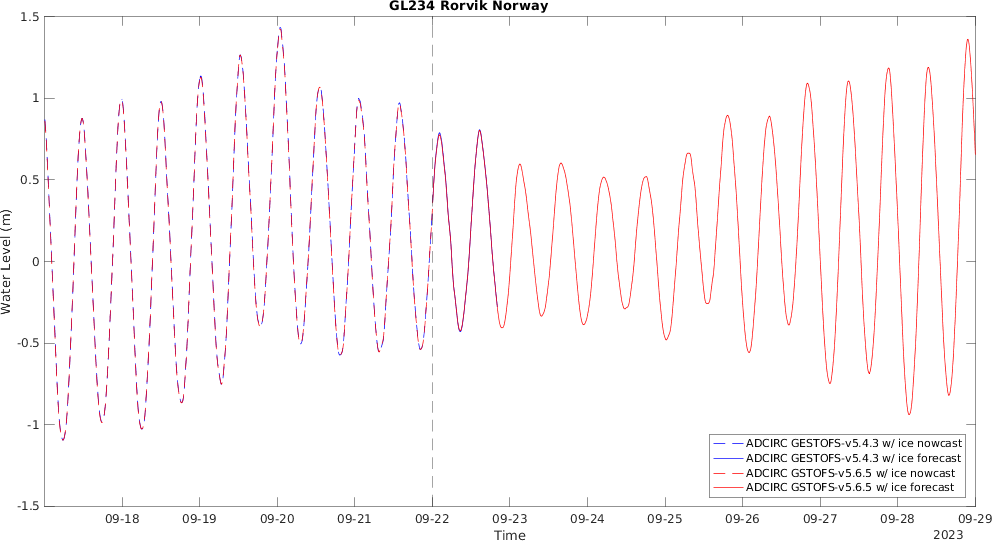 GL234 Rorvik Norway
1.5
1
0.5
0
-0.5
-1
-1.5
Water Level (m)
ADCIRC GESTOFS-v5.4.3 w/ ice nowcast
ADCIRC GESTOFS-v5.4.3 w/ ice forecast
ADCIRC GSTOFS-v5.6.5 w/ ice nowcast
ADCIRC GSTOFS-v5.6.5 w/ ice forecast
09-18 09-19 09-20 09-21 09-22 09-23 09-24 09-25 09-26 09-27 09-28 09-29
Time
2023